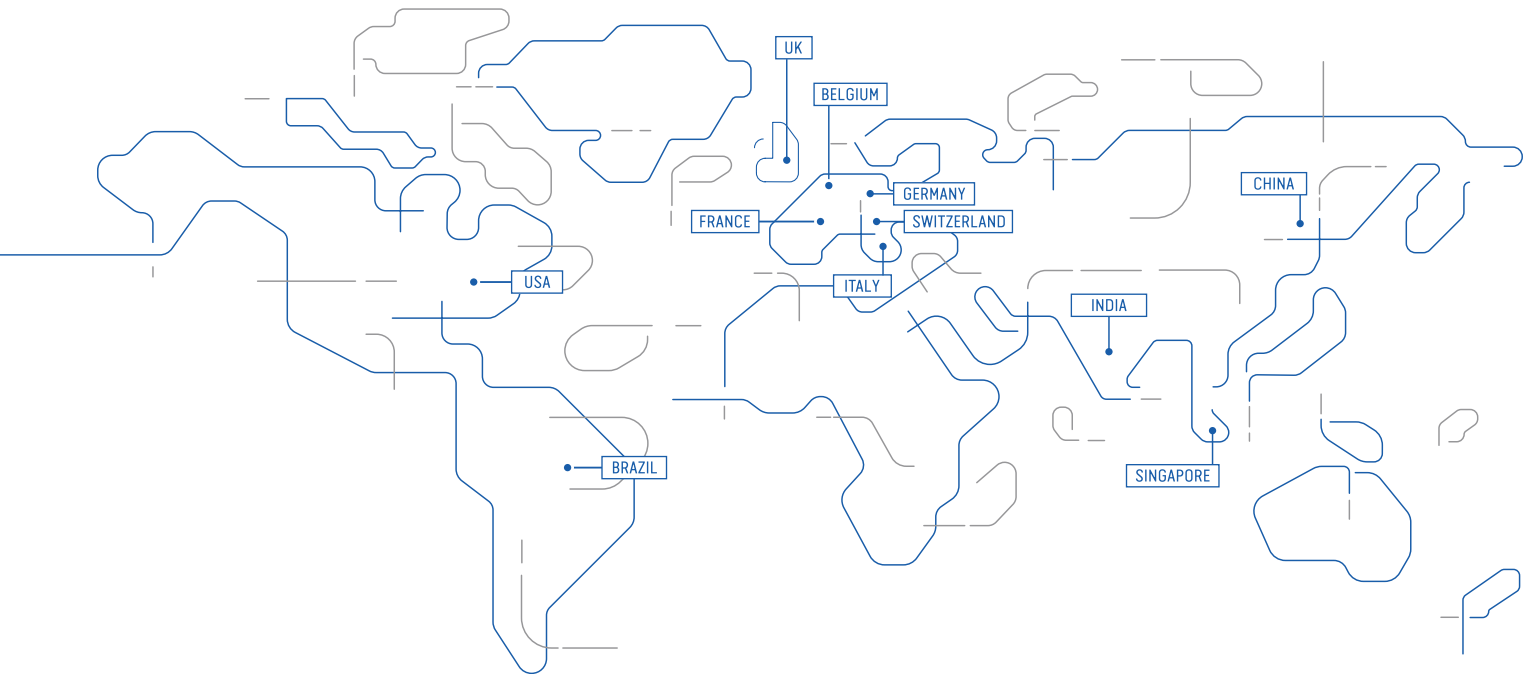 UK
BELGIUM
CHINA
GERMANY
FRANCE
SWITZERLAND
USA
ITALY
INDIA
BRAZIL
SINGAPORE